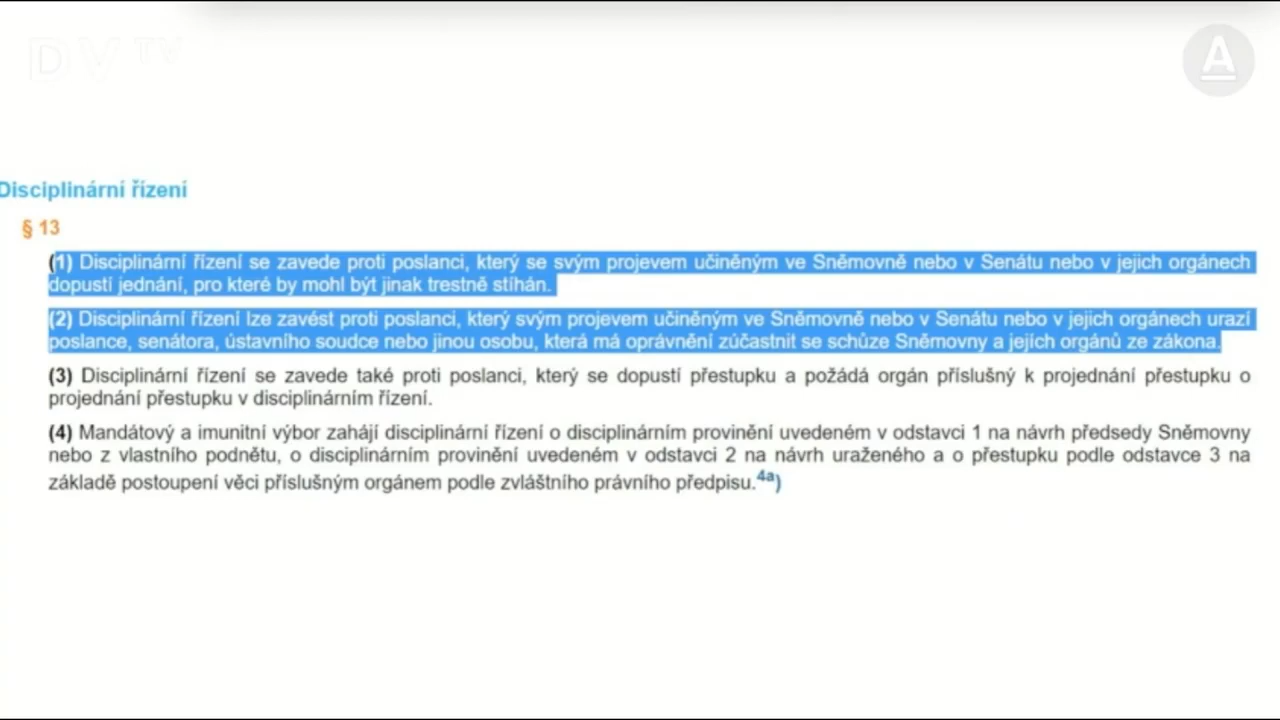 DVTV
A
Disciplinární řízení
§ 13
(1) Disciplinární řízení se zavede proti poslanci, který se svým projevem učiněným ve Sněmovně nebo v Senátu nebo v jejich orgánech
dopustí jednání, pro které by mohl být jinak trestně stíhán.
(2) Disciplinární řízení lze zavést proti poslanci, který svým projevem učiněným ve Sněmovně nebo v Senátu nebo v jejich orgánech urazí
poslance, senátora, ústavního soudce nebo jinou osobu, která má oprávnění zúčastnit se schůze Sněmovny a jejích orgánů ze zákona.
(3) Disciplinární řízení se zavede také proti poslanci, který se dopustí přestupku a požádá orgán příslušný k projednání přestupku o
projednání přestupku v disciplinárním řízení.
(4) Mandátový a imunitní výbor zahájí disciplinární řízení o disciplinárním provinění uvedeném v odstavci 1 na návrh předsedy Sněmovny
nebo z vlastního podnětu, o disciplinárním provinění uvedeném v odstavci 2 na návrh uraženého a o přestupku podle odstavce 3 na
základě postoupení věci příslušným orgánem podle zvláštního právního předpisu.4a)